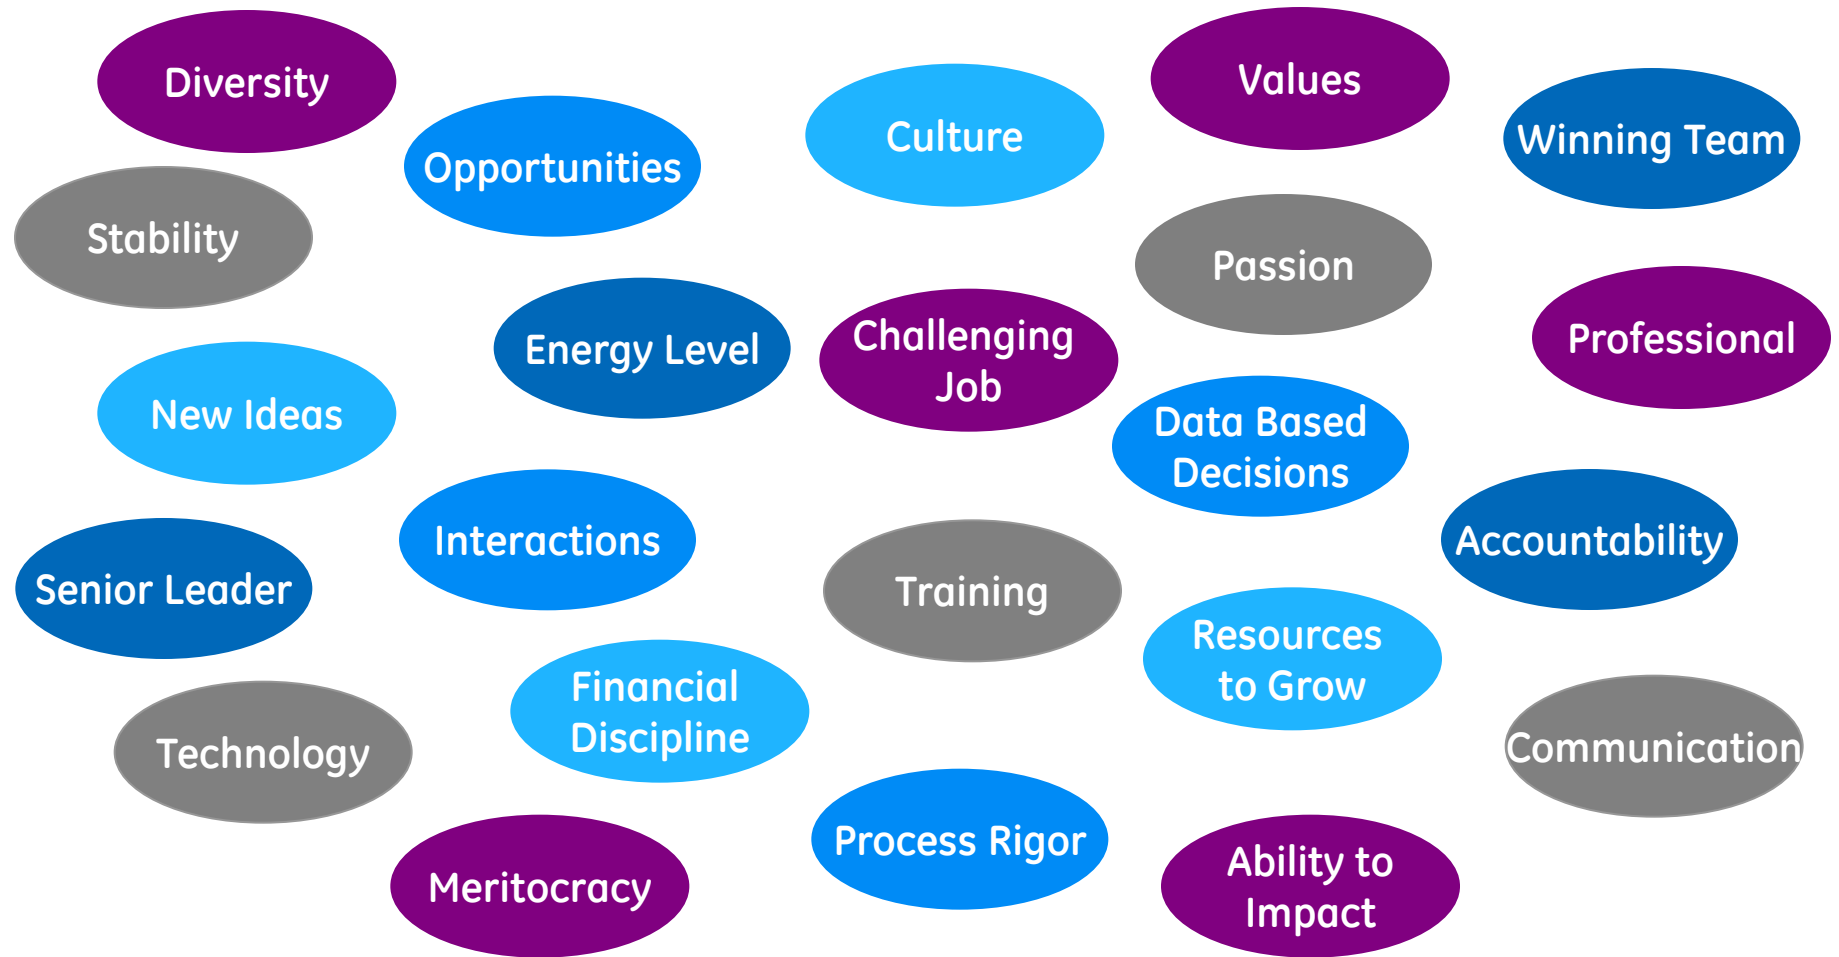 Diversity
Opportunities
Culture
Values
Winning Team
Stability
Passion
Energy Level
Challenging
Job
Professional
New Ideas
Data Based
Decisions
Interactions
Accountability
Senior Leader
Training
Resources
to Grow
Financial
Discipline
Technology
Communication
Process Rigor
Meritocracy
Ability to
Impact